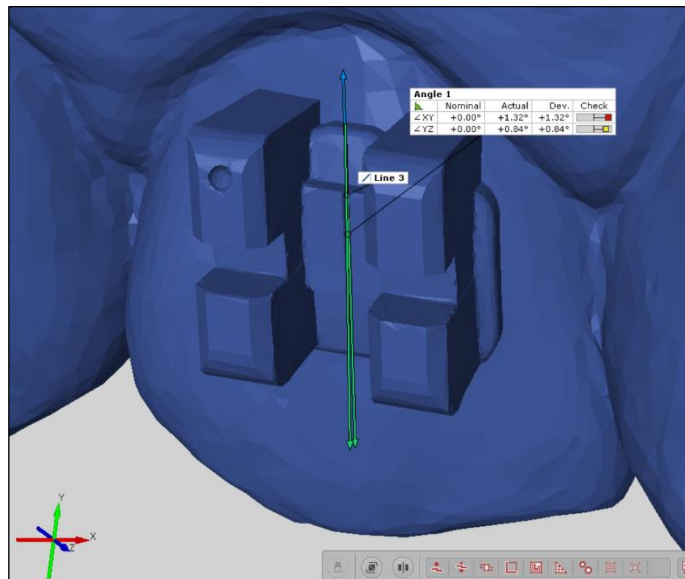 Angle 1
Nominal Actual Dev. Check
∠XY +0.00° +1.32° +1.32°
∠YZ +0.00° +0.84° +0.84°
Line 3
Y
X
Z